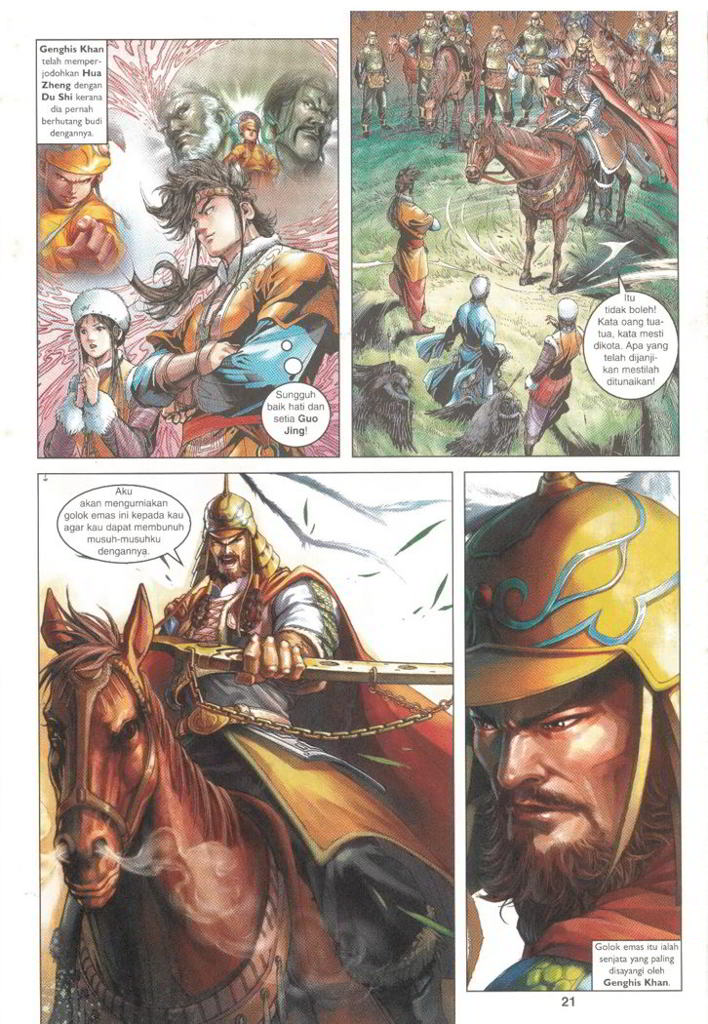 Genghis Khan
telah memper-
jodohkan Hua
Zheng dengan
Du Shi kerana
dia pernah
berhutang budi
dengannya.
Sungguh
baik hati dan
setia Guo
Jing!
Itu
tidak boleh!
Kata oang tua-
tua, kata mesti
dikota. Apa yang
telah dijanji-
kan mestilah
ditunaikan!
Aku
akan mengurniakan
golok emas ini kepada kau
agar kau dapat membunuh
musuh-musuhku
dengannya.
Golok emas itu ialah
senjata yang paling
disayangi oleh
Genghis Khan.
21